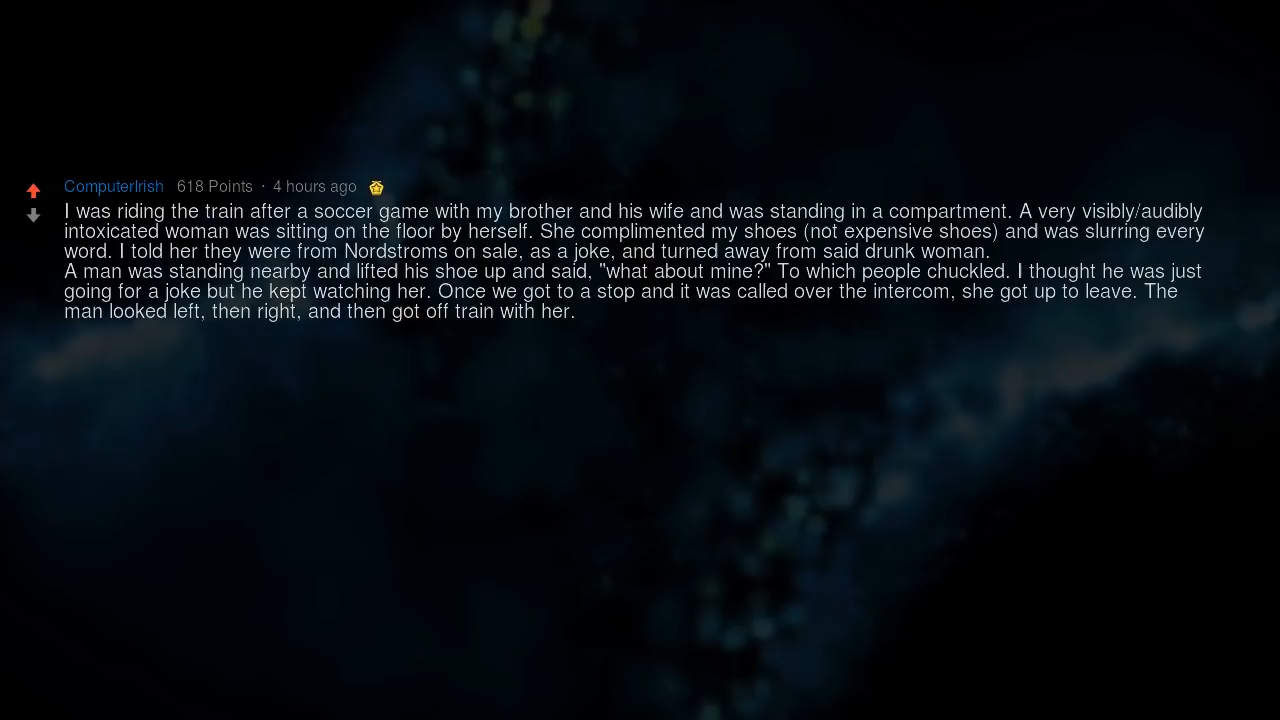 ComputerIrish 618 Points · 4 hours ago
I was riding the train after a soccer game with my brother and his wife and was standing in a compartment. A very visibly/audibly
intoxicated woman was sitting on the floor by herself. She complimented my shoes (not expensive shoes) and was slurring every
word. I told her they were from Nordstroms on sale, as a joke, and turned away from said drunk woman.
A man was standing nearby and lifted his shoe up and said, "what about mine?" To which people chuckled. I thought he was just
going for a joke but he kept watching her. Once we got to a stop and it was called over the intercom, she got up to leave. The
man looked left, then right, and then got off train with her.